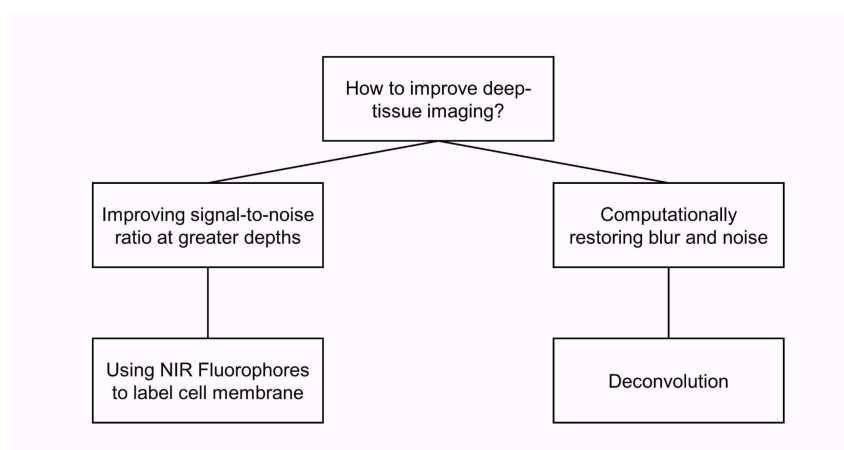 How to improve deep-
tissue imaging?
Improving signal-to-noise
ratio at greater depths
Computationally
restoring blur and noise
Using NIR Fluorophores
to label cell membrane
Deconvolution